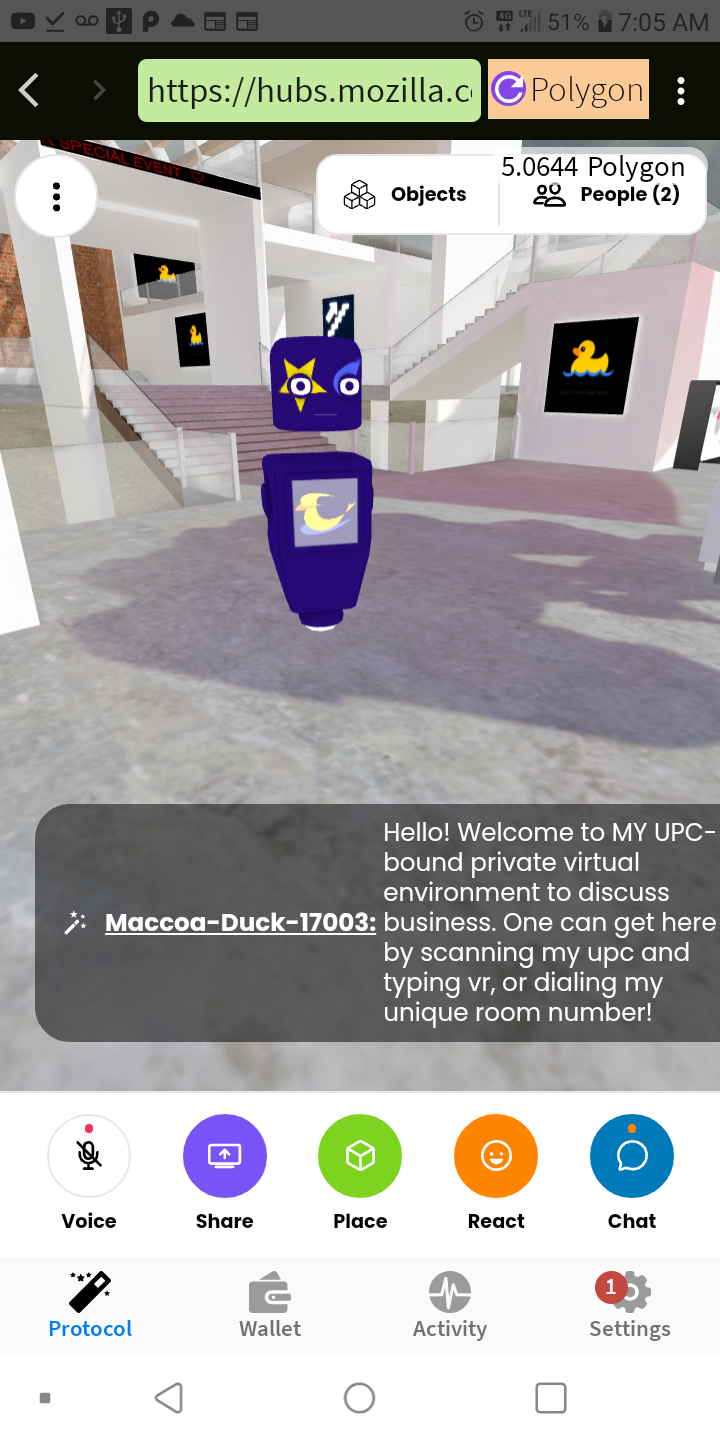 51% 7:05 AM
4G LTE
https://hubs.mozilla.c
Polygon
SPECIAL EVENT
5.0644 Polygon
Objects
People (2)
Maccoa-Duck-17003:
Hello! Welcome to MY UPC-
bound private virtual
environment to discuss
business. One can get here
by scanning my upc and
typing vr, or dialing my
unique room number!
Voice
Share
Place
React
Chat
1
Protocol
Wallet
Activity
Settings